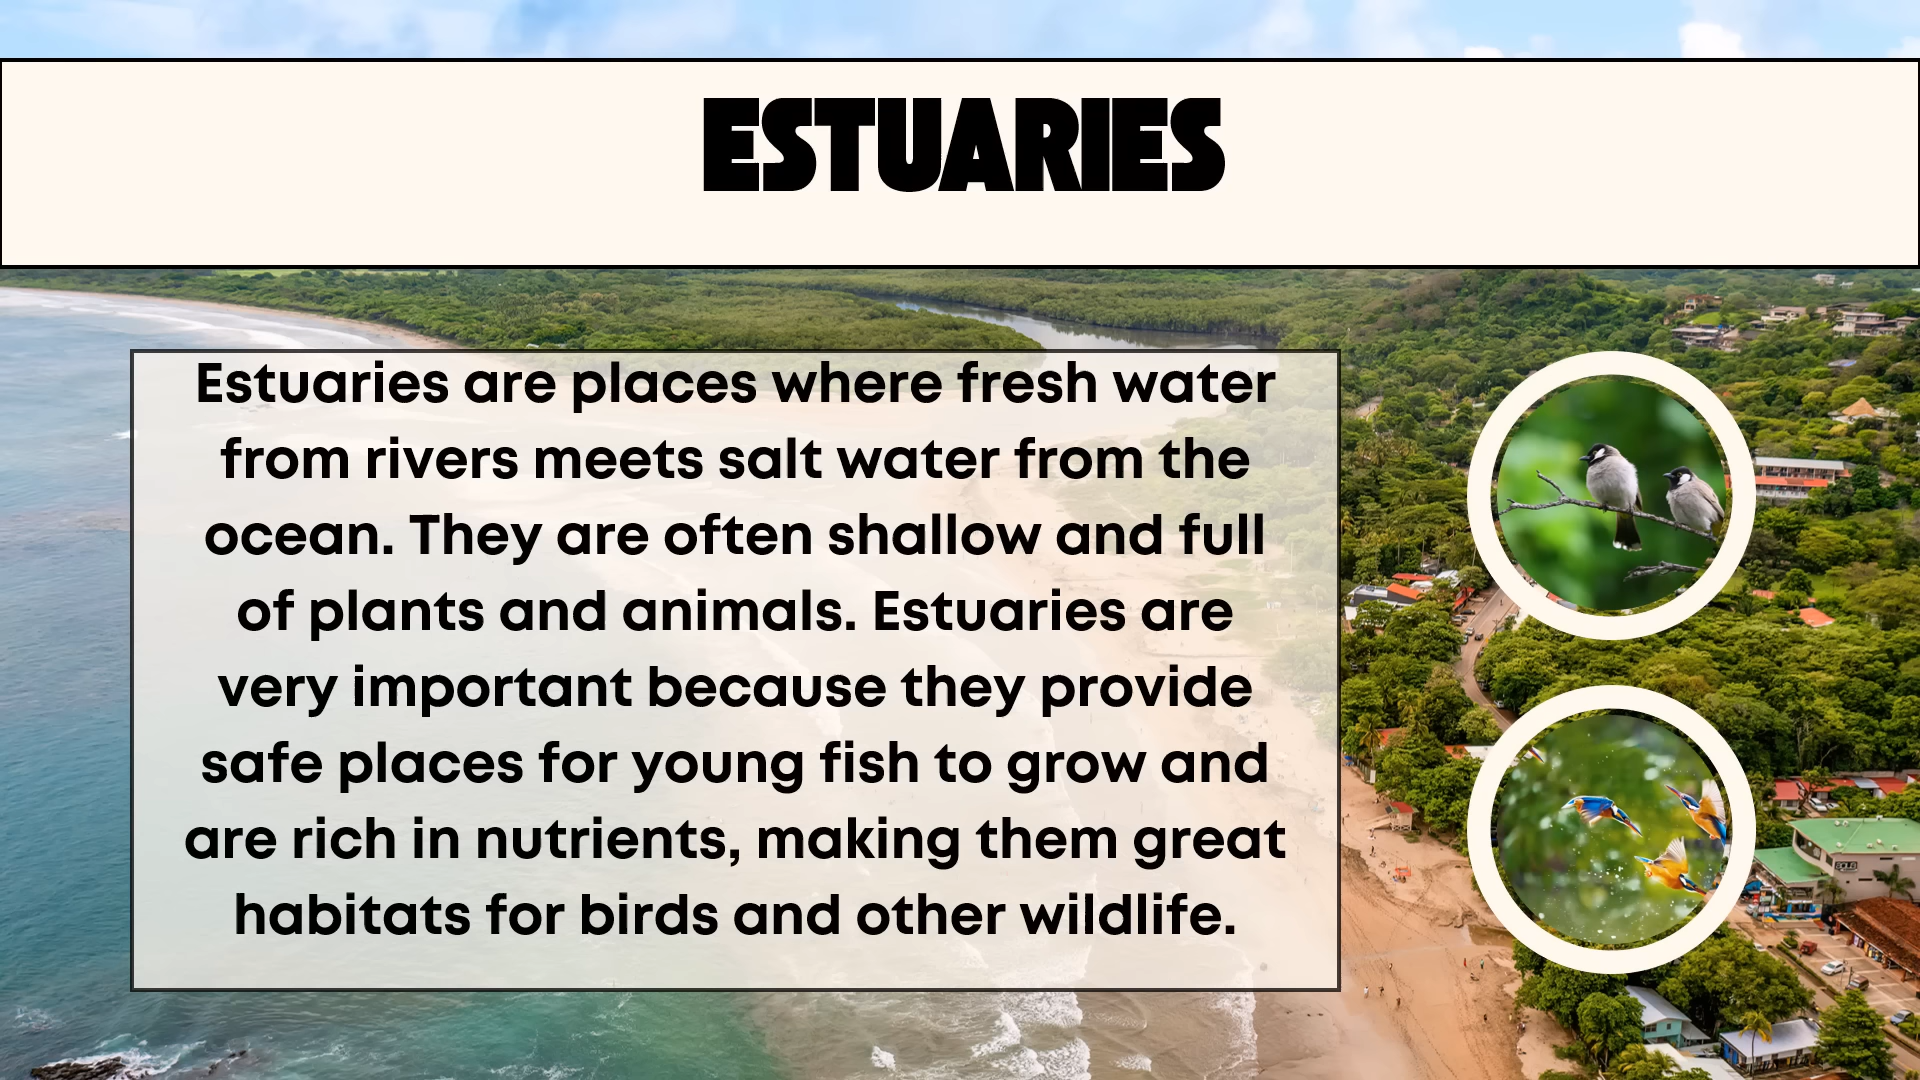 ESTUARIES
Estuaries are places where fresh water
from rivers meets salt water from the
ocean. They are often shallow and full
of plants and animals. Estuaries are
very important because they provide
safe places for young fish to grow and
are rich in nutrients, making them great
habitats for birds and other wildlife.